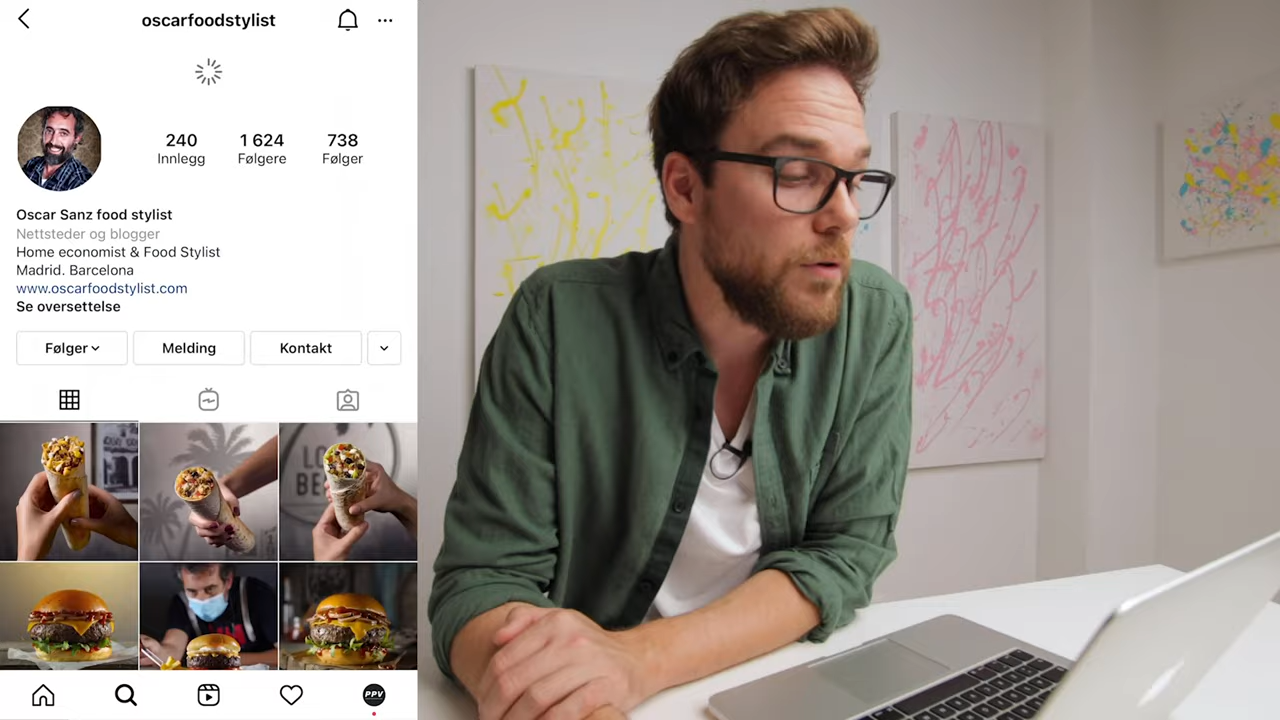 oscarfoodstylist
240
1 624
738
Innlegg
Følgere
Følger
Oscar Sanz food stylist
Nettsteder og blogger
Home economist & Food Stylist
Madrid. Barcelona
www.oscarfoodstylist.com
Se oversettelse
Følger
Melding
Kontakt
PPV